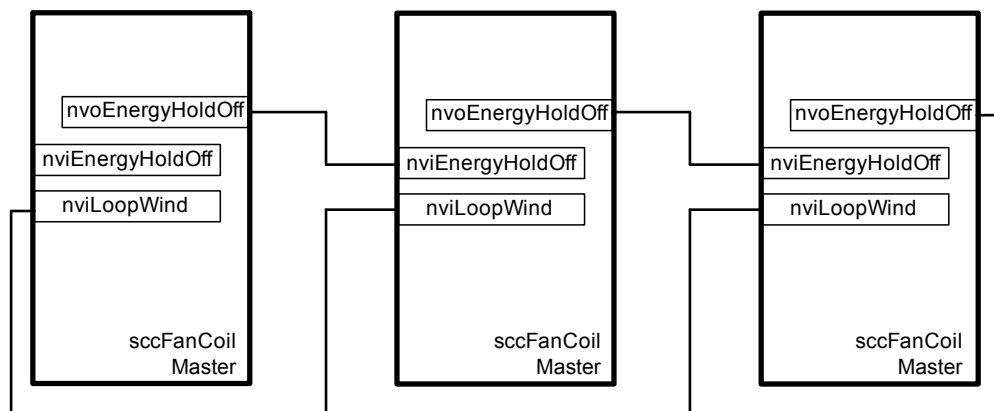 nvoEnergyHoldOff
nviEnergyHoldOff
nviLoopWind
sccFanCoil
Master
nvoEnergyHoldOff
nviEnergyHoldOff
nviLoopWind
sccFanCoil
Master
nvoEnergyHoldOff
nviEnergyHoldOff
nviLoopWind
sccFanCoil
Master